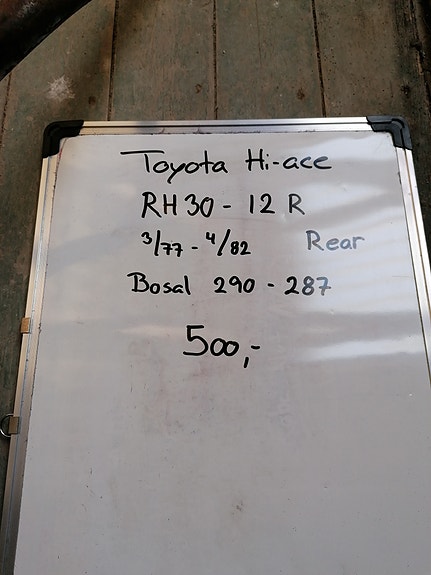 Toyota Hi-ace
RH30 - 12 R
3/77 - 4/82 Rear
Bosal 290 - 287
500,-